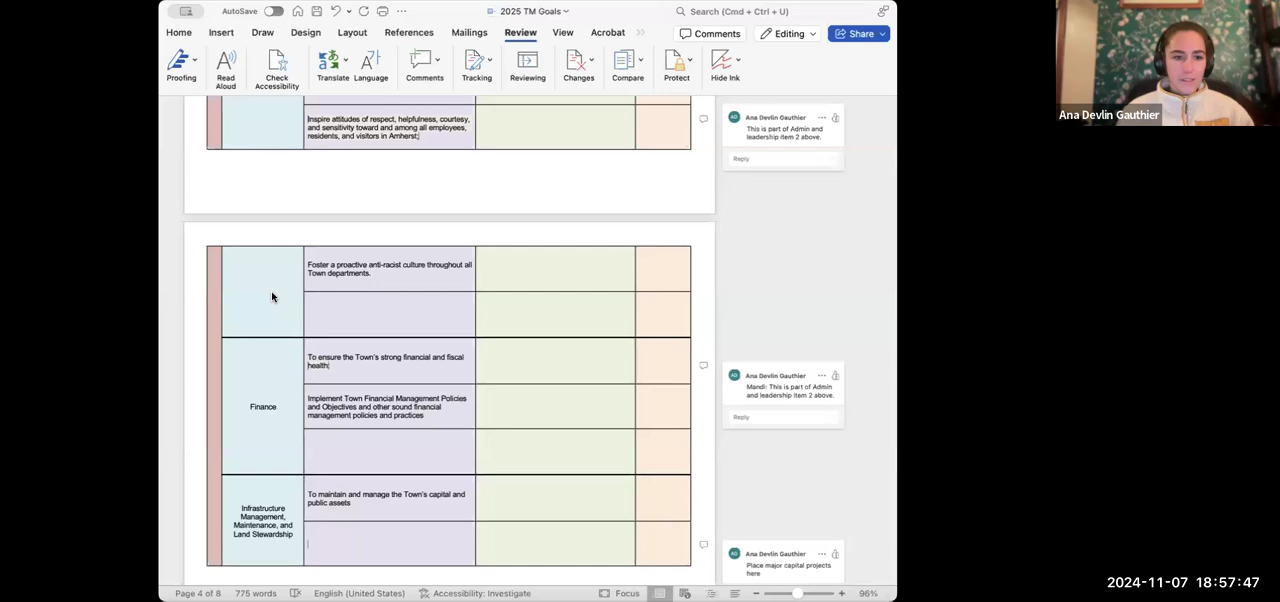 AutoSave
2025 TM Goals
Search (Cmd + Ctrl + U)
Home Insert Draw Design Layout References Mailings Review View Acrobat
Comments Editing Share
Proofing
Read
Aloud
Check
Accessibility
Translate Language
Comments
Tracking
Reviewing
Changes
Compare
Protect
Hide Ink
Inspire attitudes of respect, helpfulness, courtesy,
and sensitivity toward and among all employees,
residents, and visitors in Amherst;
Ana Devlin Gauthier
This is part of Admin and
leadership item 2 above.
Reply
Foster a proactive anti-racist culture throughout all
Town departments.
Finance
To ensure the Town's strong financial and fiscal
health
Implement Town Financial Management Policies
and Objectives and other sound financial
management policies and practices
Ana Devlin Gauthier
Mandi: This is part of Admin
and leadership item 2 above.
Reply
Infrastructure
Management,
Maintenance, and
Land Stewardship
To maintain and manage the Town's capital and
public assets
Ana Devlin Gauthier
Place major capital projects
here
Page 4 of 8 775 words English (United States) Accessibility: Investigate Focus 96%
Ana Devlin Gauthier
2024-11-07 18:57:47